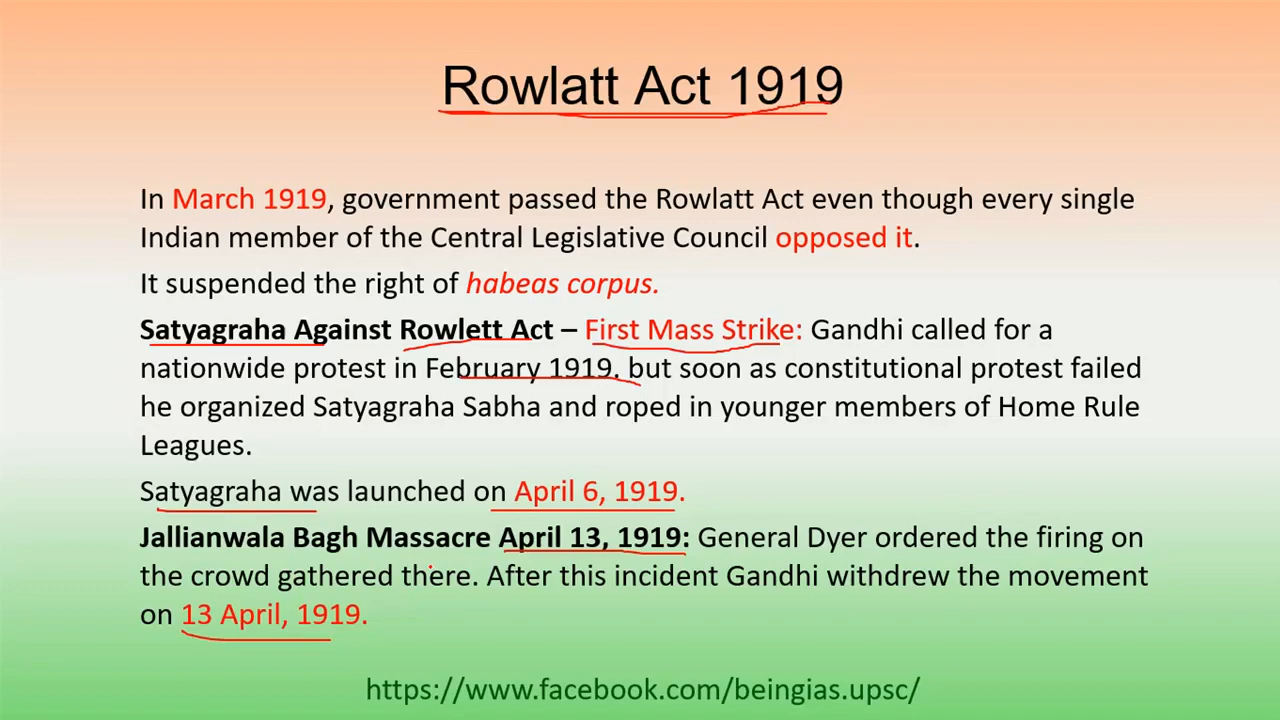 Rowlatt Act 1919
In March 1919, government passed the Rowlatt Act even though every single
Indian member of the Central Legislative Council opposed it.
It suspended the right of habeas corpus.
Satyagraha Against Rowlett Act – First Mass Strike: Gandhi called for a
nationwide protest in February 1919. but soon as constitutional protest failed
he organized Satyagraha Sabha and roped in younger members of Home Rule
Leagues.
Satyagraha was launched on April 6, 1919.
Jallianwala Bagh Massacre April 13, 1919: General Dyer ordered the firing on
the crowd gathered there. After this incident Gandhi withdrew the movement
on 13 April, 1919.
https://www.facebook.com/beingias.upsc/